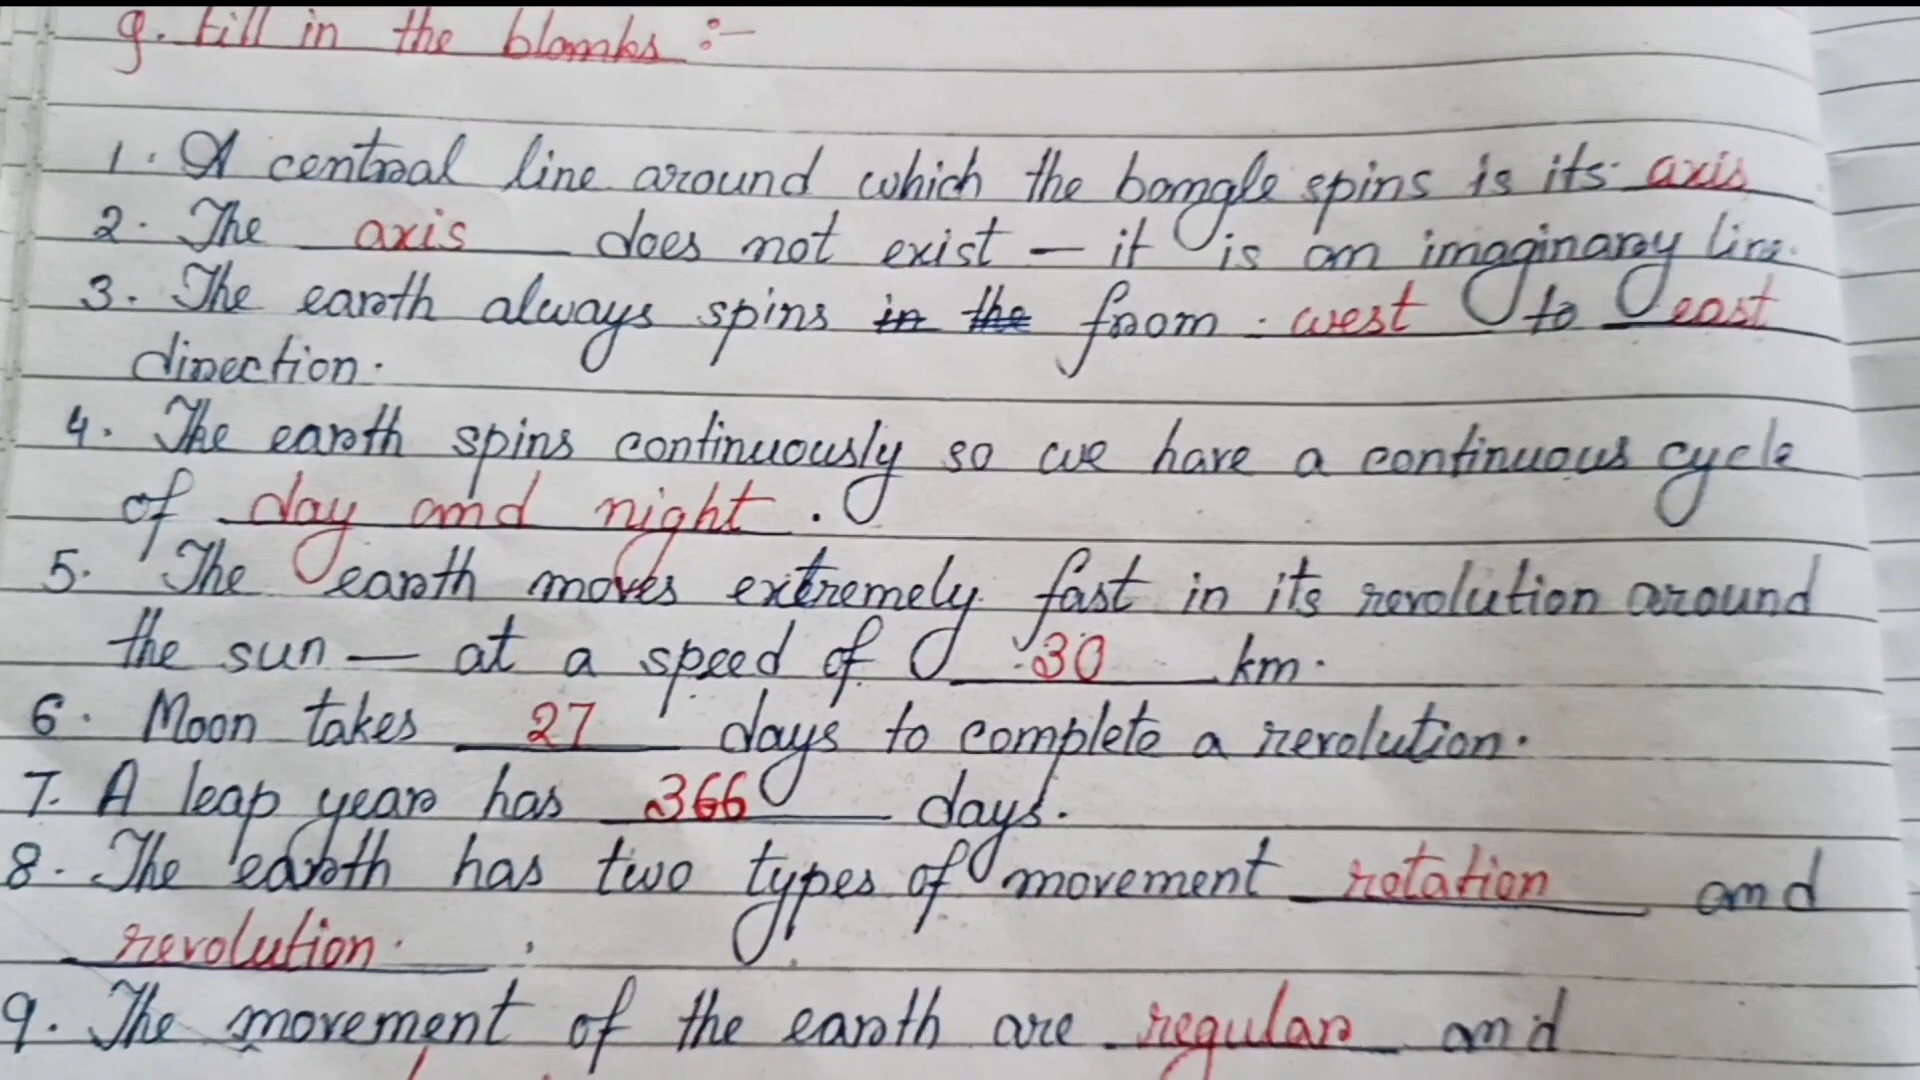 g. Fill in the blanks :-
1. A central line around which the bangle spins is its axis
2. The axis does not exist — it is an imaginary line.
3. The earth always spins in the from west to east
direction.
4. The earth spins continuously so we have a continuous cycle
of day and night.
5. The earth moves extremely fast in its revolution around
the sun — at a speed of 30 km.
6. Moon takes 27 days to complete a revolution.
7. A leap year has 366 days.
8. The earth has two types of movement rotation and
revolution.
9. The movement of the earth are regular and